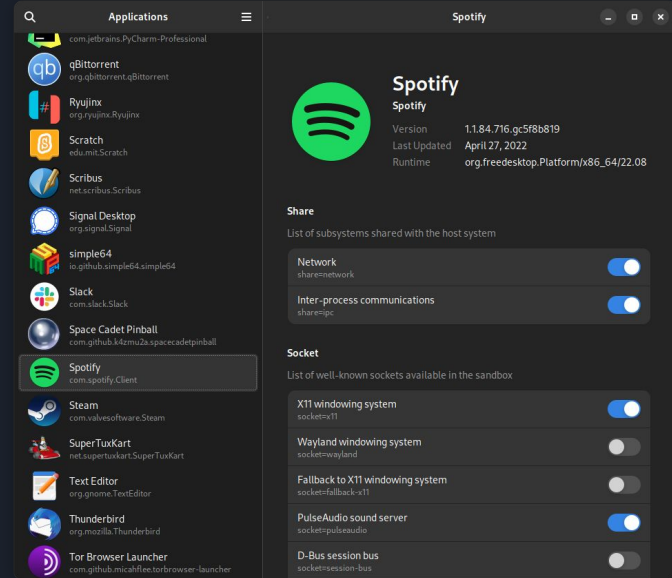 Applications
com.jetbrains.PyCharm-Professional
qb
qBittorrent
org.qbittorrent.qBittorrent
Ryujinx
org.ryujinx.Ryujinx
Scratch
edu.mit.Scratch
Scribus
net.scribus.Scribus
Signal Desktop
org.signal.Signal
simple64
io.github.simple64.simple64
Slack
com.slack.Slack
Space Cadet Pinball
com.github.k4zmu2a.spacecadetpinball
Spotify
com.spotify.Client
Steam
com.valvesoftware.Steam
SuperTuxKart
net.supertuxkart.SuperTuxKart
Text Editor
org.gnome.TextEditor
Thunderbird
org.mozilla.Thunderbird
Tor Browser Launcher
com.github.micahflee.torbrowser-launcher
Spotify
Spotify
Spotify
Version 1.1.84.716.gc5f8b819
Last Updated April 27, 2022
Runtime org.freedesktop.Platform/x86_64/22.08
Share
List of subsystems shared with the host system
Network
share=network
Inter-process communications
share=ipc
Socket
List of well-known sockets available in the sandbox
X11 windowing system
socket=x11
Wayland windowing system
socket=wayland
Fallback to X11 windowing system
socket=fallback-x11
PulseAudio sound server
socket=pulseaudio
D-Bus session bus
socket=session-bus